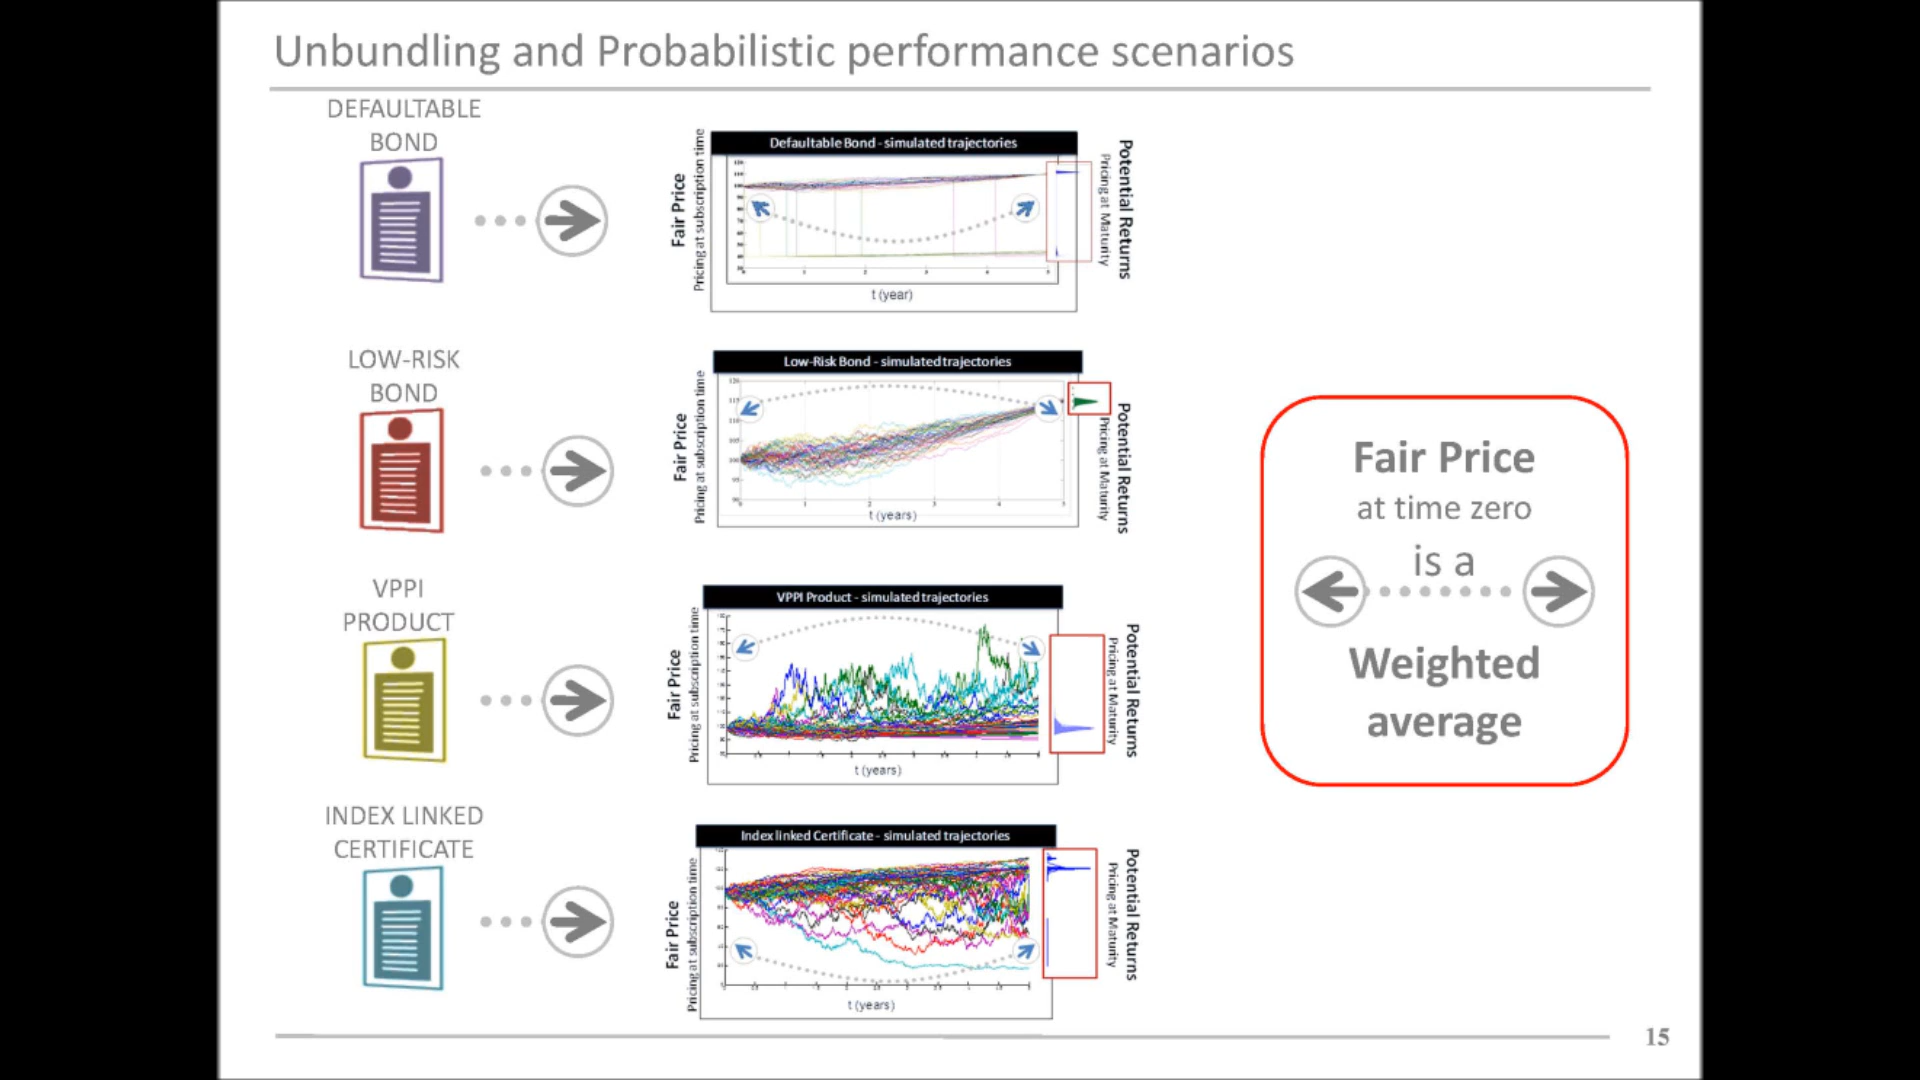 Unbundling and Probabilistic performance scenarios
DEFAULTABLE
BOND
Defaultable Bond - simulated trajectories
Fair Price
Pricing at subscription time
t (year)
Potential Returns
Pricing at Maturity
LOW-RISK
BOND
Low-Risk Bond - simulated trajectories
Fair Price
Pricing at subscription time
t (years)
Potential Returns
Pricing at Maturity
VPPI
PRODUCT
VPPI Product - simulated trajectories
Fair Price
Pricing at subscription time
t (years)
Potential Returns
Pricing at Maturity
INDEX LINKED
CERTIFICATE
Index linked Certificate - simulated trajectories
Fair Price
Pricing at subscription time
t (years)
Potential Returns
Pricing at Maturity
Fair Price
at time zero
is a
Weighted
average
15